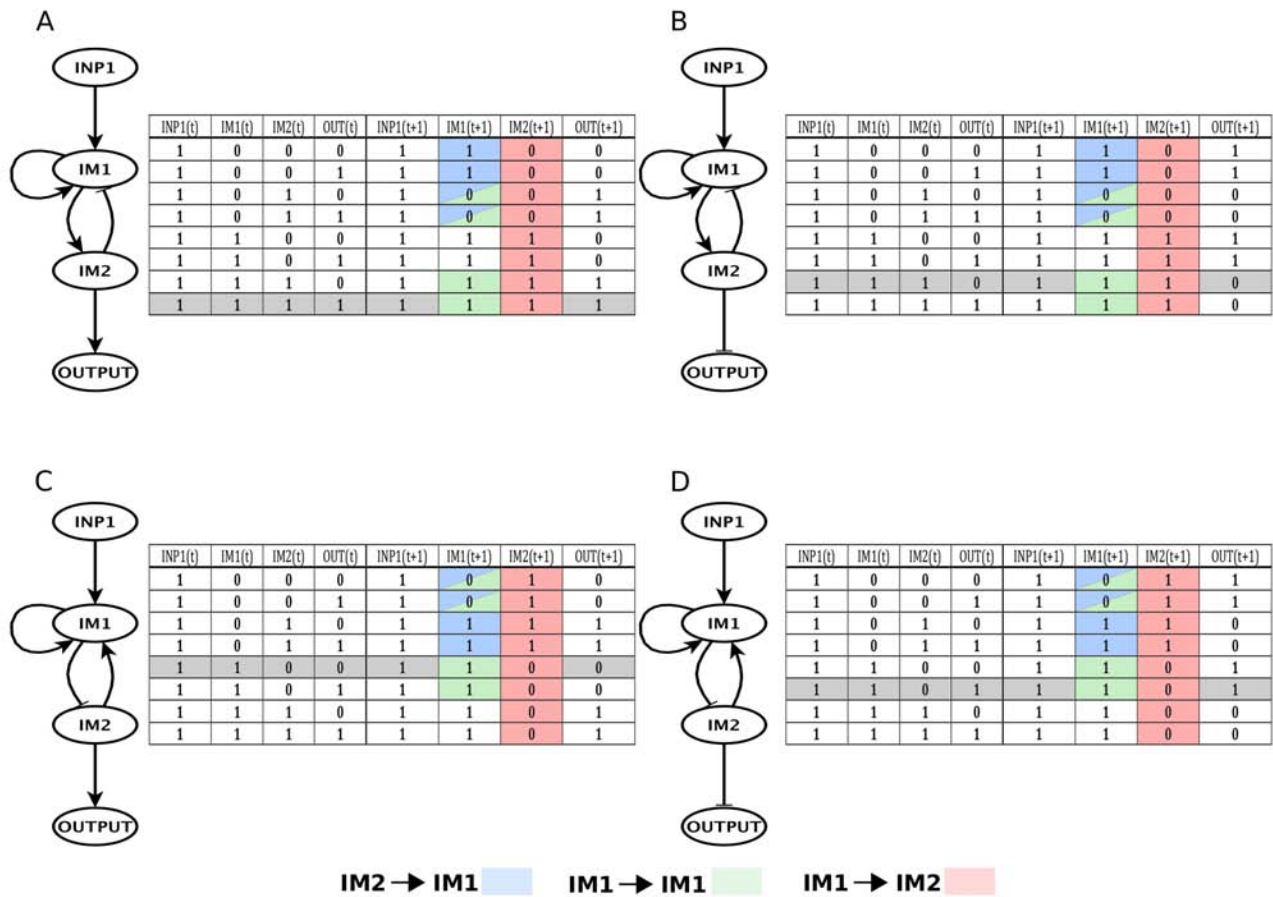 A
INP1
IM1
IM2
OUTPUT
INP1(t) IM1(t) IM2(t) OUT(t) INP1(t+1) IM1(t+1) IM2(t+1) OUT(t+1)
1 0 0 0 1 1 0 0
1 0 0 1 1 1 0 0
1 0 1 0 1 0 0 1
1 0 1 1 1 0 0 1
1 1 0 0 1 1 1 0
1 1 0 1 1 1 1 0
1 1 1 0 1 1 1 1
1 1 1 1 1 1 1 1
B
INP1
IM1
IM2
OUTPUT
INP1(t) IM1(t) IM2(t) OUT(t) INP1(t+1) IM1(t+1) IM2(t+1) OUT(t+1)
1 0 0 0 1 1 0 1
1 0 0 1 1 1 0 1
1 0 1 0 1 0 0 0
1 0 1 1 1 0 0 0
1 1 0 0 1 1 1 1
1 1 0 1 1 1 1 1
1 1 1 0 1 1 1 0
1 1 1 1 1 1 1 0
C
INP1
IM1
IM2
OUTPUT
INP1(t) IM1(t) IM2(t) OUT(t) INP1(t+1) IM1(t+1) IM2(t+1) OUT(t+1)
1 0 0 0 1 0 1 0
1 0 0 1 1 0 1 0
1 0 1 0 1 1 1 1
1 0 1 1 1 1 1 1
1 1 0 0 1 1 0 0
1 1 0 1 1 1 0 0
1 1 1 0 1 1 0 1
1 1 1 1 1 1 0 1
D
INP1
IM1
IM2
OUTPUT
INP1(t) IM1(t) IM2(t) OUT(t) INP1(t+1) IM1(t+1) IM2(t+1) OUT(t+1)
1 0 0 0 1 0 1 1
1 0 0 1 1 0 1 1
1 0 1 0 1 1 1 0
1 0 1 1 1 1 1 0
1 1 0 0 1 1 0 1
1 1 0 1 1 1 0 1
1 1 1 0 1 1 0 0
1 1 1 1 1 1 0 0
IM2 → IM1 IM1 → IM1 IM1 → IM2